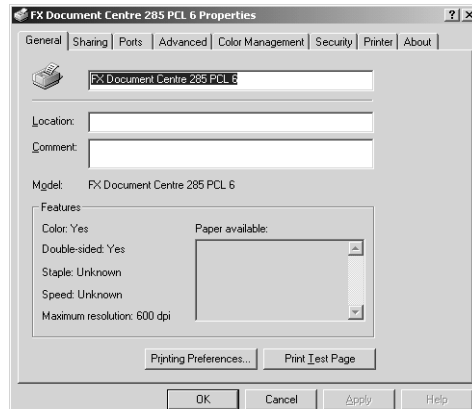 FX Document Centre 285 PCL 6 Properties
General Sharing Ports Advanced Color Management Security Printer About
FX Document Centre 285 PCL 6
Location:
Comment:
Model: FX Document Centre 285 PCL 6
Features
Color: Yes Paper available:
Double-sided: Yes
Staple: Unknown
Speed: Unknown
Maximum resolution: 600 dpi
Printing Preferences... Print Test Page
OK Cancel Apply Help